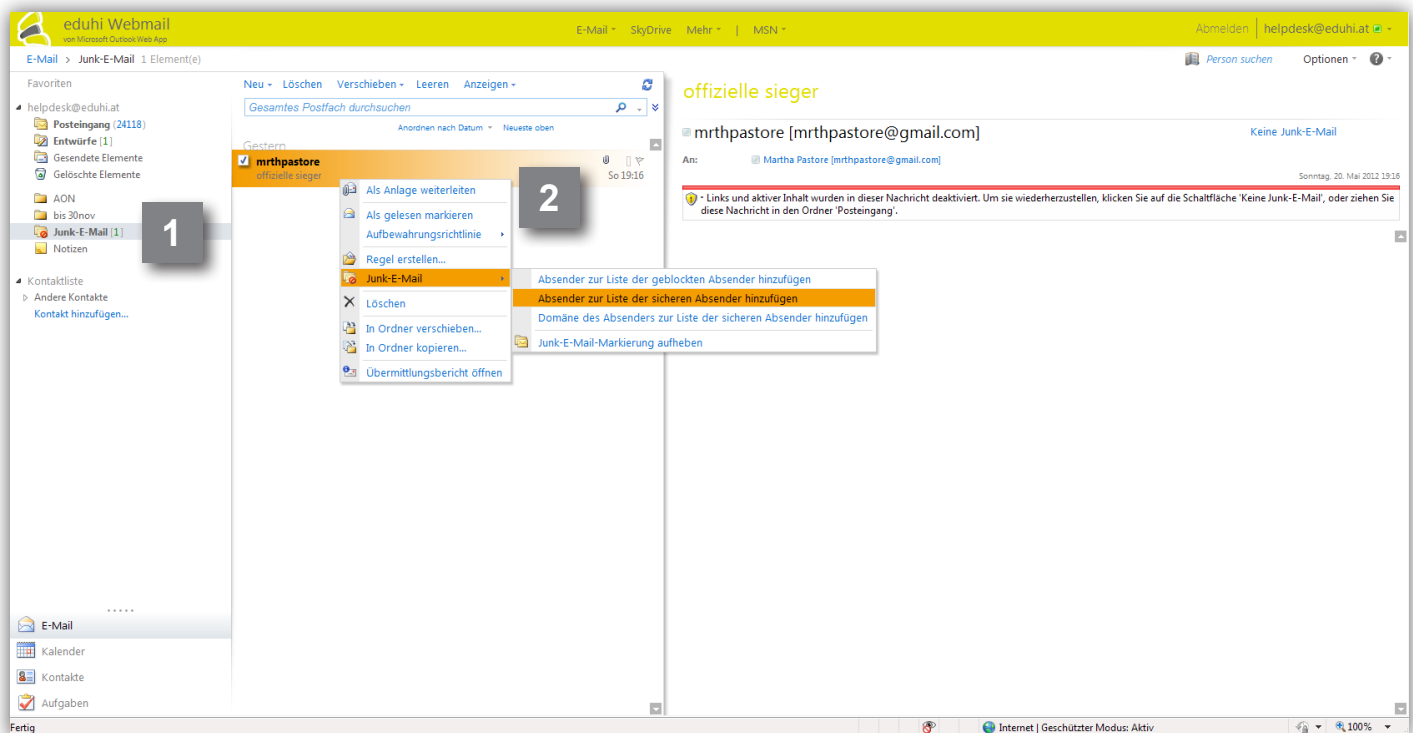 eduhi Webmail
von Microsoft Outlook Web App
E-Mail SkyDrive Mehr | MSN
Abmelden | helpdesk@eduhi.at
E-Mail > Junk-E-Mail 1 Element(e)
Person suchen Optionen ?
Favoriten
helpdesk@eduhi.at
Posteingang (24118)
Entwürfe [1]
Gesendete Elemente
Gelöschte Elemente
AON
bis 30nov
Junk-E-Mail [1]
Notizen
1
Kontaktliste
Andere Kontakte
Kontakt hinzufügen...
E-Mail
Kalender
Kontakte
Aufgaben
Neu Löschen Verschieben Leeren Anzeigen
Gesamtes Postfach durchsuchen
Anordnen nach Datum Neueste oben
Gestern
mrthpastore
offizielle sieger So 19:16
2
Als Anlage weiterleiten
Als gelesen markieren
Aufbewahrungsrichtlinie
Regel erstellen...
Junk-E-Mail
Löschen
In Ordner verschieben...
In Ordner kopieren...
Übermittlungsbericht öffnen
Absender zur Liste der geblockten Absender hinzufügen
Absender zur Liste der sicheren Absender hinzufügen
Domäne des Absenders zur Liste der sicheren Absender hinzufügen
Junk-E-Mail-Markierung aufheben
offizielle sieger
mrthpastore [mrthpastore@gmail.com]
Keine Junk-E-Mail
An: Martha Pastore [mrthpastore@gmail.com]
Sonntag, 20. Mai 2012 19:16
· Links und aktiver Inhalt wurden in dieser Nachricht deaktiviert. Um sie wiederherzustellen, klicken Sie auf die Schaltfläche 'Keine Junk-E-Mail', oder ziehen Sie
diese Nachricht in den Ordner 'Posteingang'.
Fertig
Internet | Geschützter Modus: Aktiv
100%